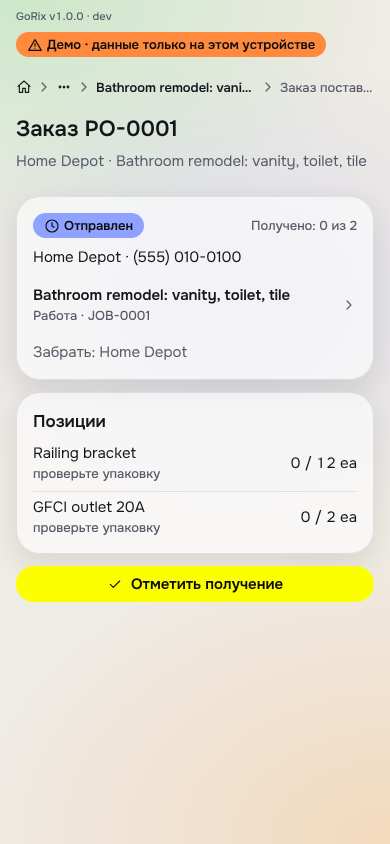 GoRix v1.0.0 · dev
Демо · данные только на этом устройстве
Bathroom remodel: vani... Заказ постав...
Заказ PO-0001
Home Depot · Bathroom remodel: vanity, toilet, tile
Отправлен Получено: 0 из 2
Home Depot · (555) 010-0100
Bathroom remodel: vanity, toilet, tile
Работа · JOB-0001
Забрать: Home Depot
Позиции
Railing bracket
0 / 12 ea
проверьте упаковку
GFCI outlet 20A
0 / 2 ea
проверьте упаковку
Отметить получение